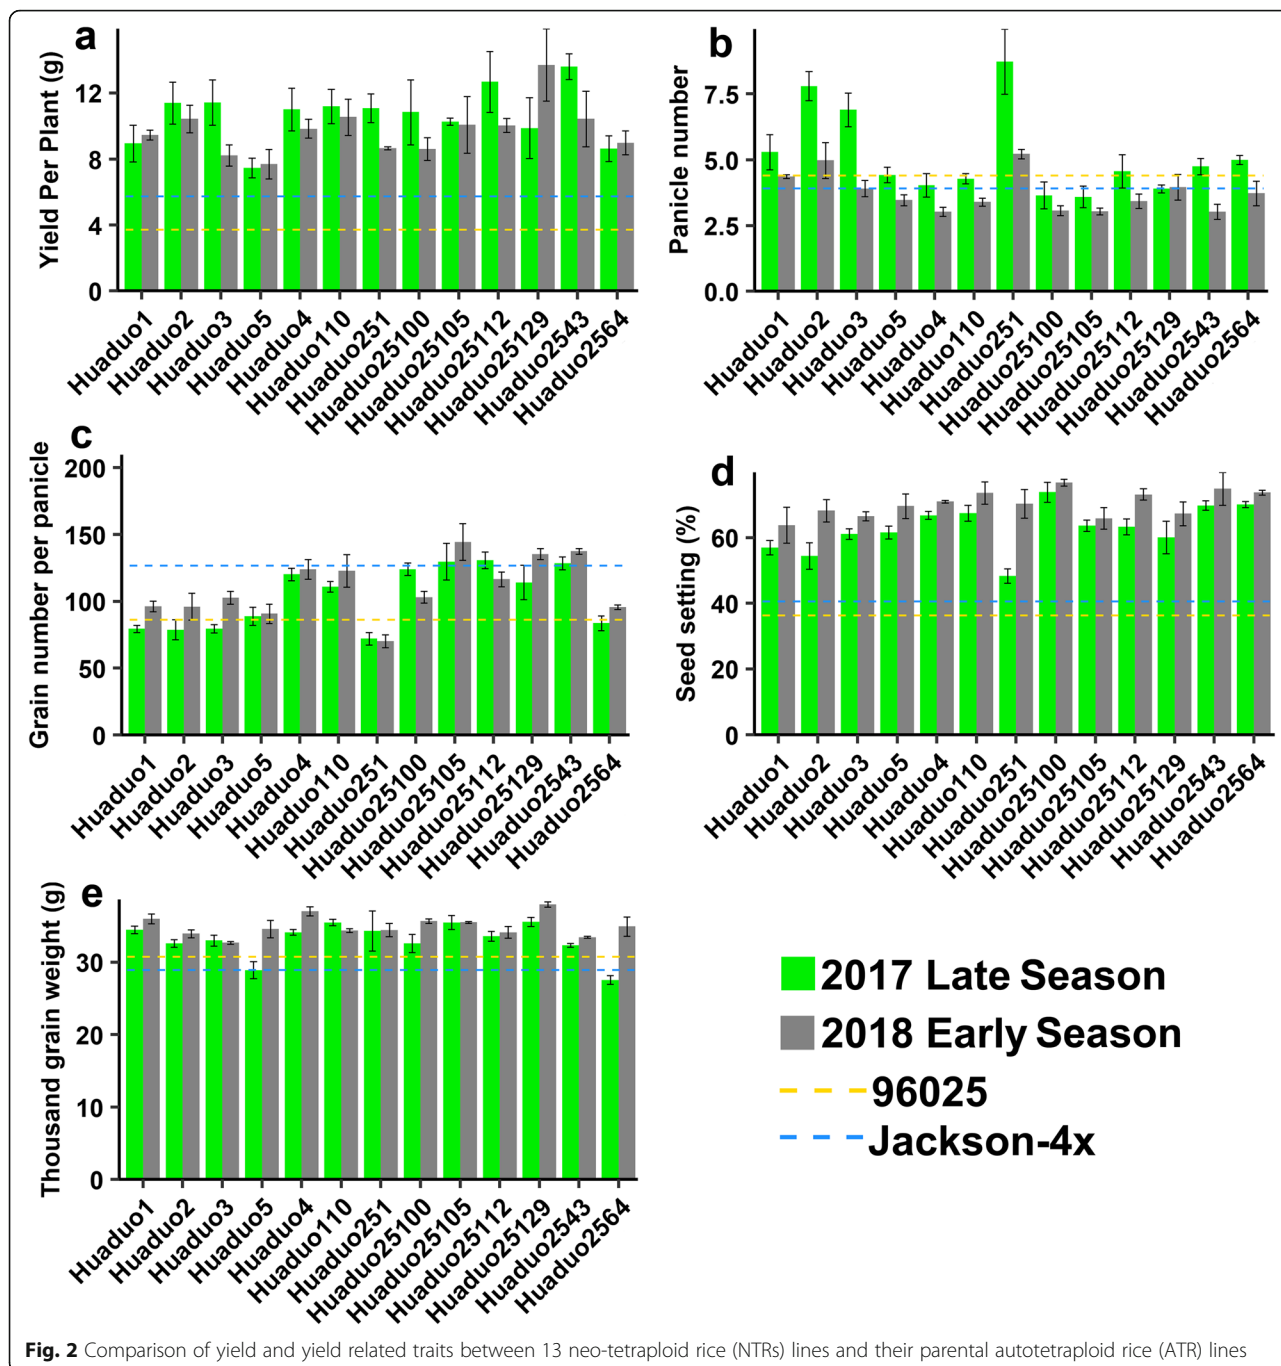 a
Yield Per Plant (g)
12
8
4
0
Huaduo1
Huaduo2
Huaduo3
Huaduo5
Huaduo4
Huaduo110
Huaduo251
Huaduo25100
Huaduo25105
Huaduo25112
Huaduo25129
Huaduo2543
Huaduo2564
b
Panicle number
7.5
5.0
2.5
0.0
Huaduo1
Huaduo2
Huaduo3
Huaduo5
Huaduo4
Huaduo110
Huaduo251
Huaduo25100
Huaduo25105
Huaduo25112
Huaduo25129
Huaduo2543
Huaduo2564
c
Grain number per panicle
200
150
100
50
0
Huaduo1
Huaduo2
Huaduo3
Huaduo5
Huaduo4
Huaduo110
Huaduo251
Huaduo25100
Huaduo25105
Huaduo25112
Huaduo25129
Huaduo2543
Huaduo2564
d
Seed setting (%)
60
40
20
0
Huaduo1
Huaduo2
Huaduo3
Huaduo5
Huaduo4
Huaduo110
Huaduo251
Huaduo25100
Huaduo25105
Huaduo25112
Huaduo25129
Huaduo2543
Huaduo2564
e
Thousand grain weight (g)
30
20
10
0
Huaduo1
Huaduo2
Huaduo3
Huaduo5
Huaduo4
Huaduo110
Huaduo251
Huaduo25100
Huaduo25105
Huaduo25112
Huaduo25129
Huaduo2543
Huaduo2564
2017 Late Season
2018 Early Season
96025
Jackson-4x
Fig. 2 Comparison of yield and yield related traits between 13 neo-tetraploid rice (NTRs) lines and their parental autotetraploid rice (ATR) lines